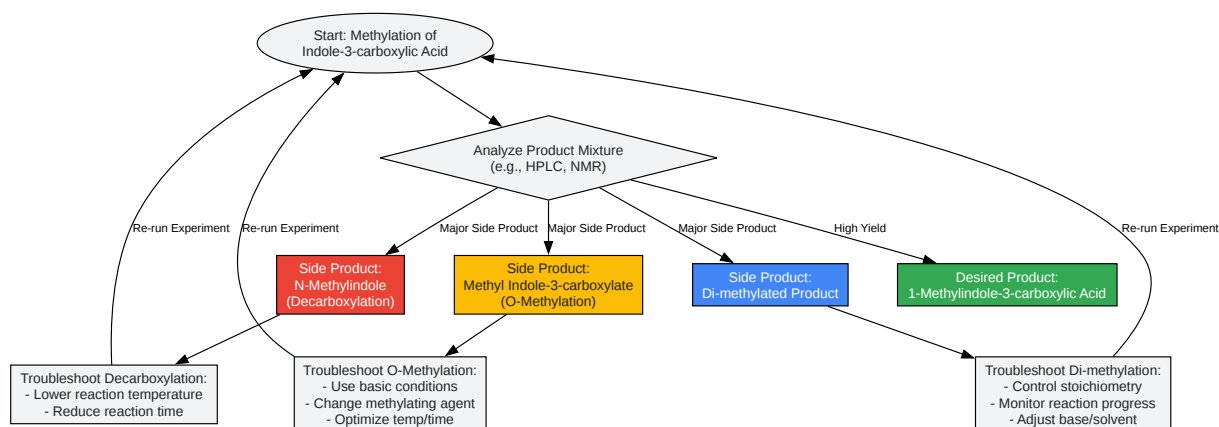 Start: Methylation of
Indole-3-carboxylic Acid
Analyze Product Mixture
(e.g., HPLC, NMR)
Re-run Experiment
Re-run Experiment
Major Side Product
Major Side Product
Major Side Product
High Yield
Re-run Experiment
Side Product:
N-Methylindole
(Decarboxylation)
Side Product:
Methyl Indole-3-carboxylate
(O-Methylation)
Side Product:
Di-methylated Product
Desired Product:
1-Methylindole-3-carboxylic Acid
Troubleshoot Decarboxylation:
- Lower reaction temperature
- Reduce reaction time
Troubleshoot O-Methylation:
- Use basic conditions
- Change methylating agent
- Optimize temp/time
Troubleshoot Di-methylation:
- Control stoichiometry
- Monitor reaction progress
- Adjust base/solvent